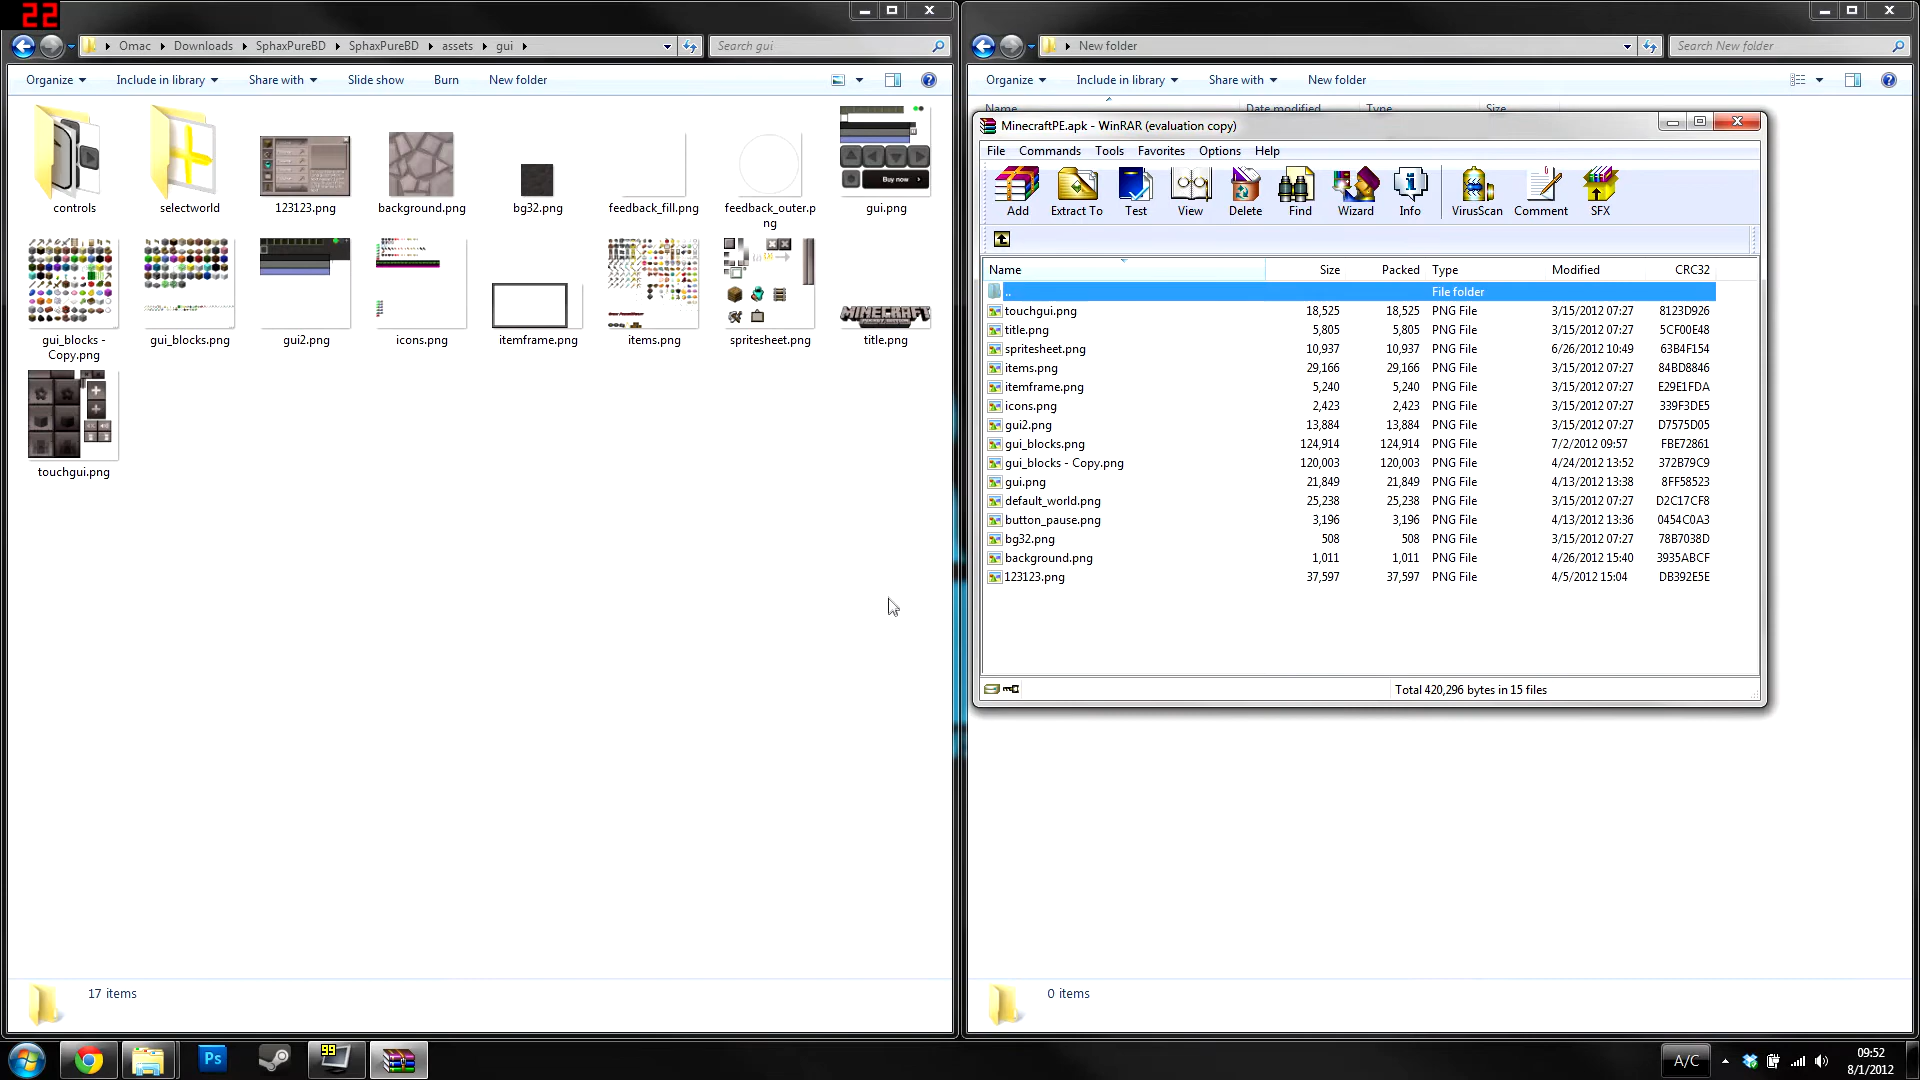 22
Omac SphaxPureBD Downloads SphaxPureBD SphaxPureBD assets gui
Search gui
Organize Include in library Share with Slide show Burn New folder
controls
selectworld
123123.png
background.png
bg32.png
feedback_fill.png
feedback_outer.p
ng
Buy now
gui.png
gui_blocks -
Copy.png
gui_blocks.png
gui2.png
icons.png
itemframe.png
items.png
spritesheet.png
MINECRAFT
title.png
touchgui.png
17 items
New folder
Search New folder
Organize Include in library Share with New folder
Name Date modified Type Size
MinecraftPE.apk - WinRAR (evaluation copy)
File Commands Tools Favorites Options Help
Add Extract To Test View Delete Find Wizard Info VirusScan Comment SFX
Name Size Packed Type Modified CRC32
.. File folder
touchgui.png 18,525 18,525 PNG File 3/15/2012 07:27 8123D926
title.png 5,805 5,805 PNG File 3/15/2012 07:27 5CF00E48
spritesheet.png 10,937 10,937 PNG File 6/26/2012 10:49 63B4F154
items.png 29,166 29,166 PNG File 3/15/2012 07:27 84BD8846
itemframe.png 5,240 5,240 PNG File 3/15/2012 07:27 E29E1FDA
icons.png 2,423 2,423 PNG File 3/15/2012 07:27 339F3DE5
gui2.png 13,884 13,884 PNG File 3/15/2012 07:27 D7575D05
gui_blocks.png 124,914 124,914 PNG File 7/2/2012 09:57 FBE72861
gui_blocks - Copy.png 120,003 120,003 PNG File 4/24/2012 13:52 372B79C9
gui.png 21,849 21,849 PNG File 4/13/2012 13:38 8FF58523
default_world.png 25,238 25,238 PNG File 3/15/2012 07:27 D2C17CF8
button_pause.png 3,196 3,196 PNG File 4/13/2012 13:36 0454C0A3
bg32.png 508 508 PNG File 3/15/2012 07:27 78B7038D
background.png 1,011 1,011 PNG File 4/26/2012 15:40 3935ABCF
123123.png 37,597 37,597 PNG File 4/5/2012 15:04 DB392E5E
Total 420,296 bytes in 15 files
0 items
Ps
99
A/C
09:52
8/1/2012